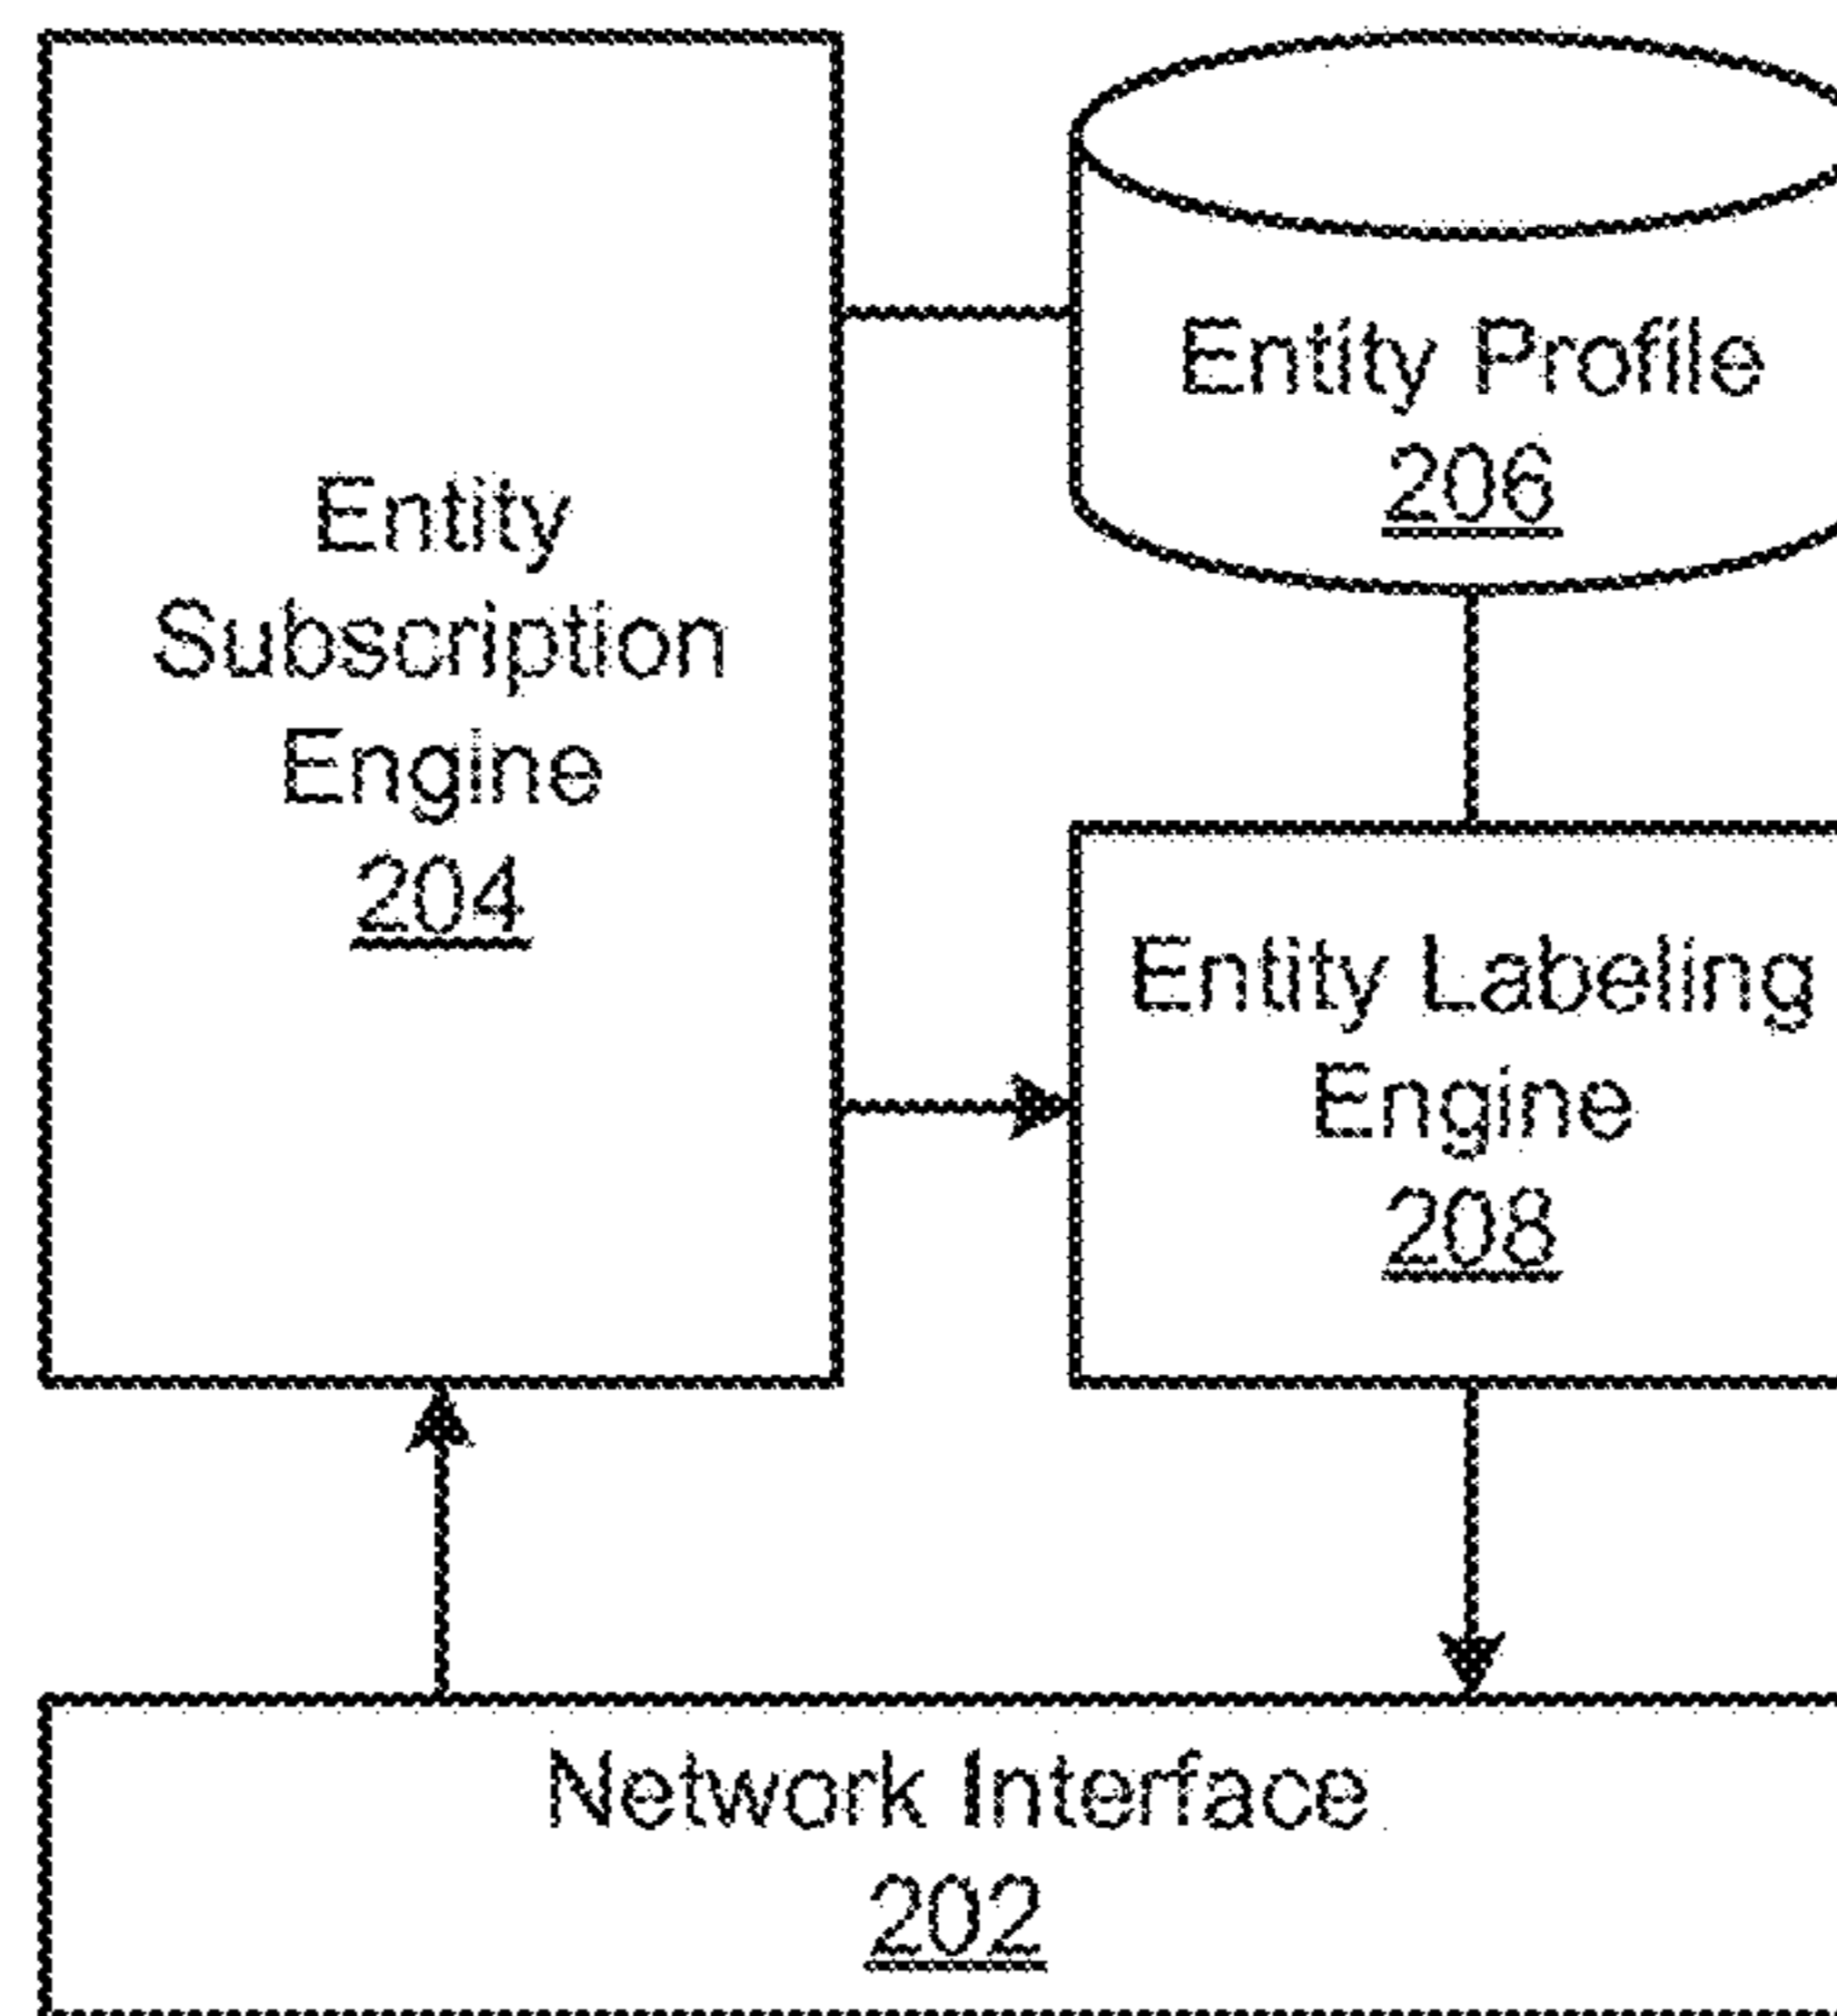 Entity
Subscription
Engine
204
Entity Profile
206
Entity Labeling
Engine
208
Network Interface
202